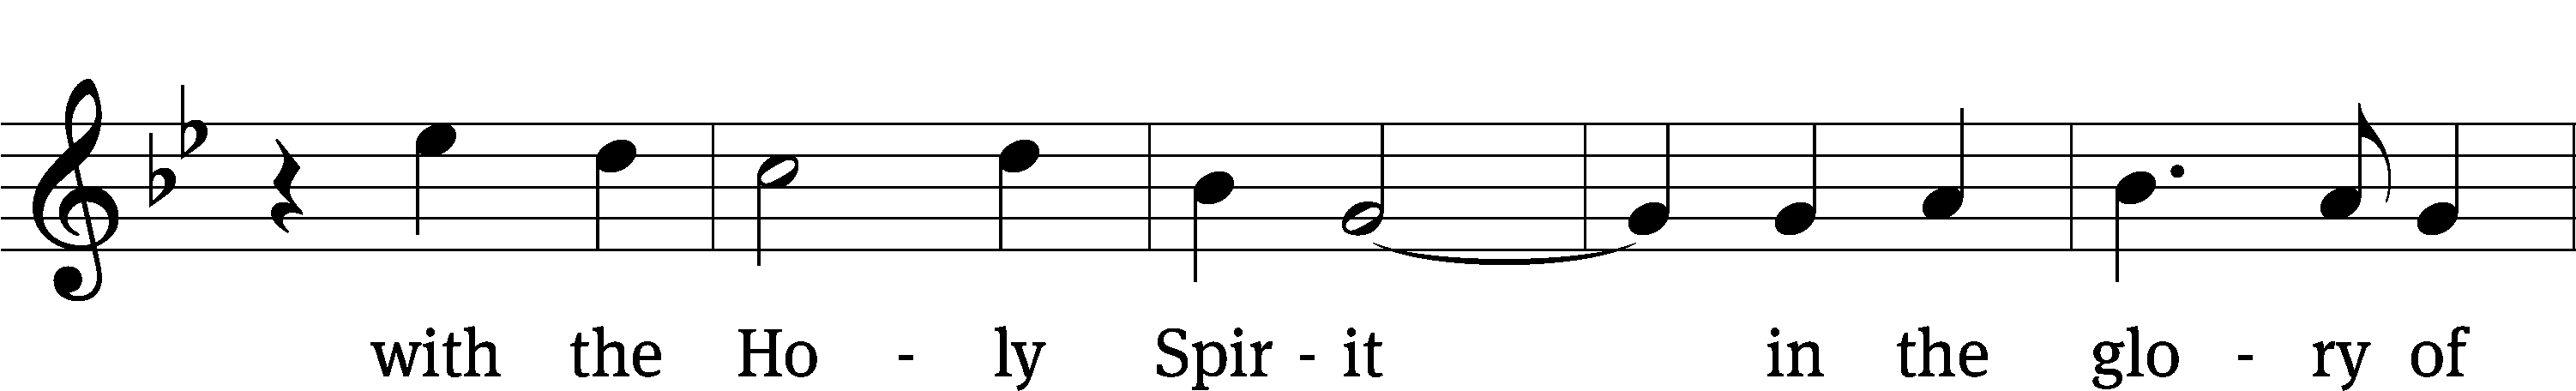 with the Ho - ly Spir - it in the glo - ry of